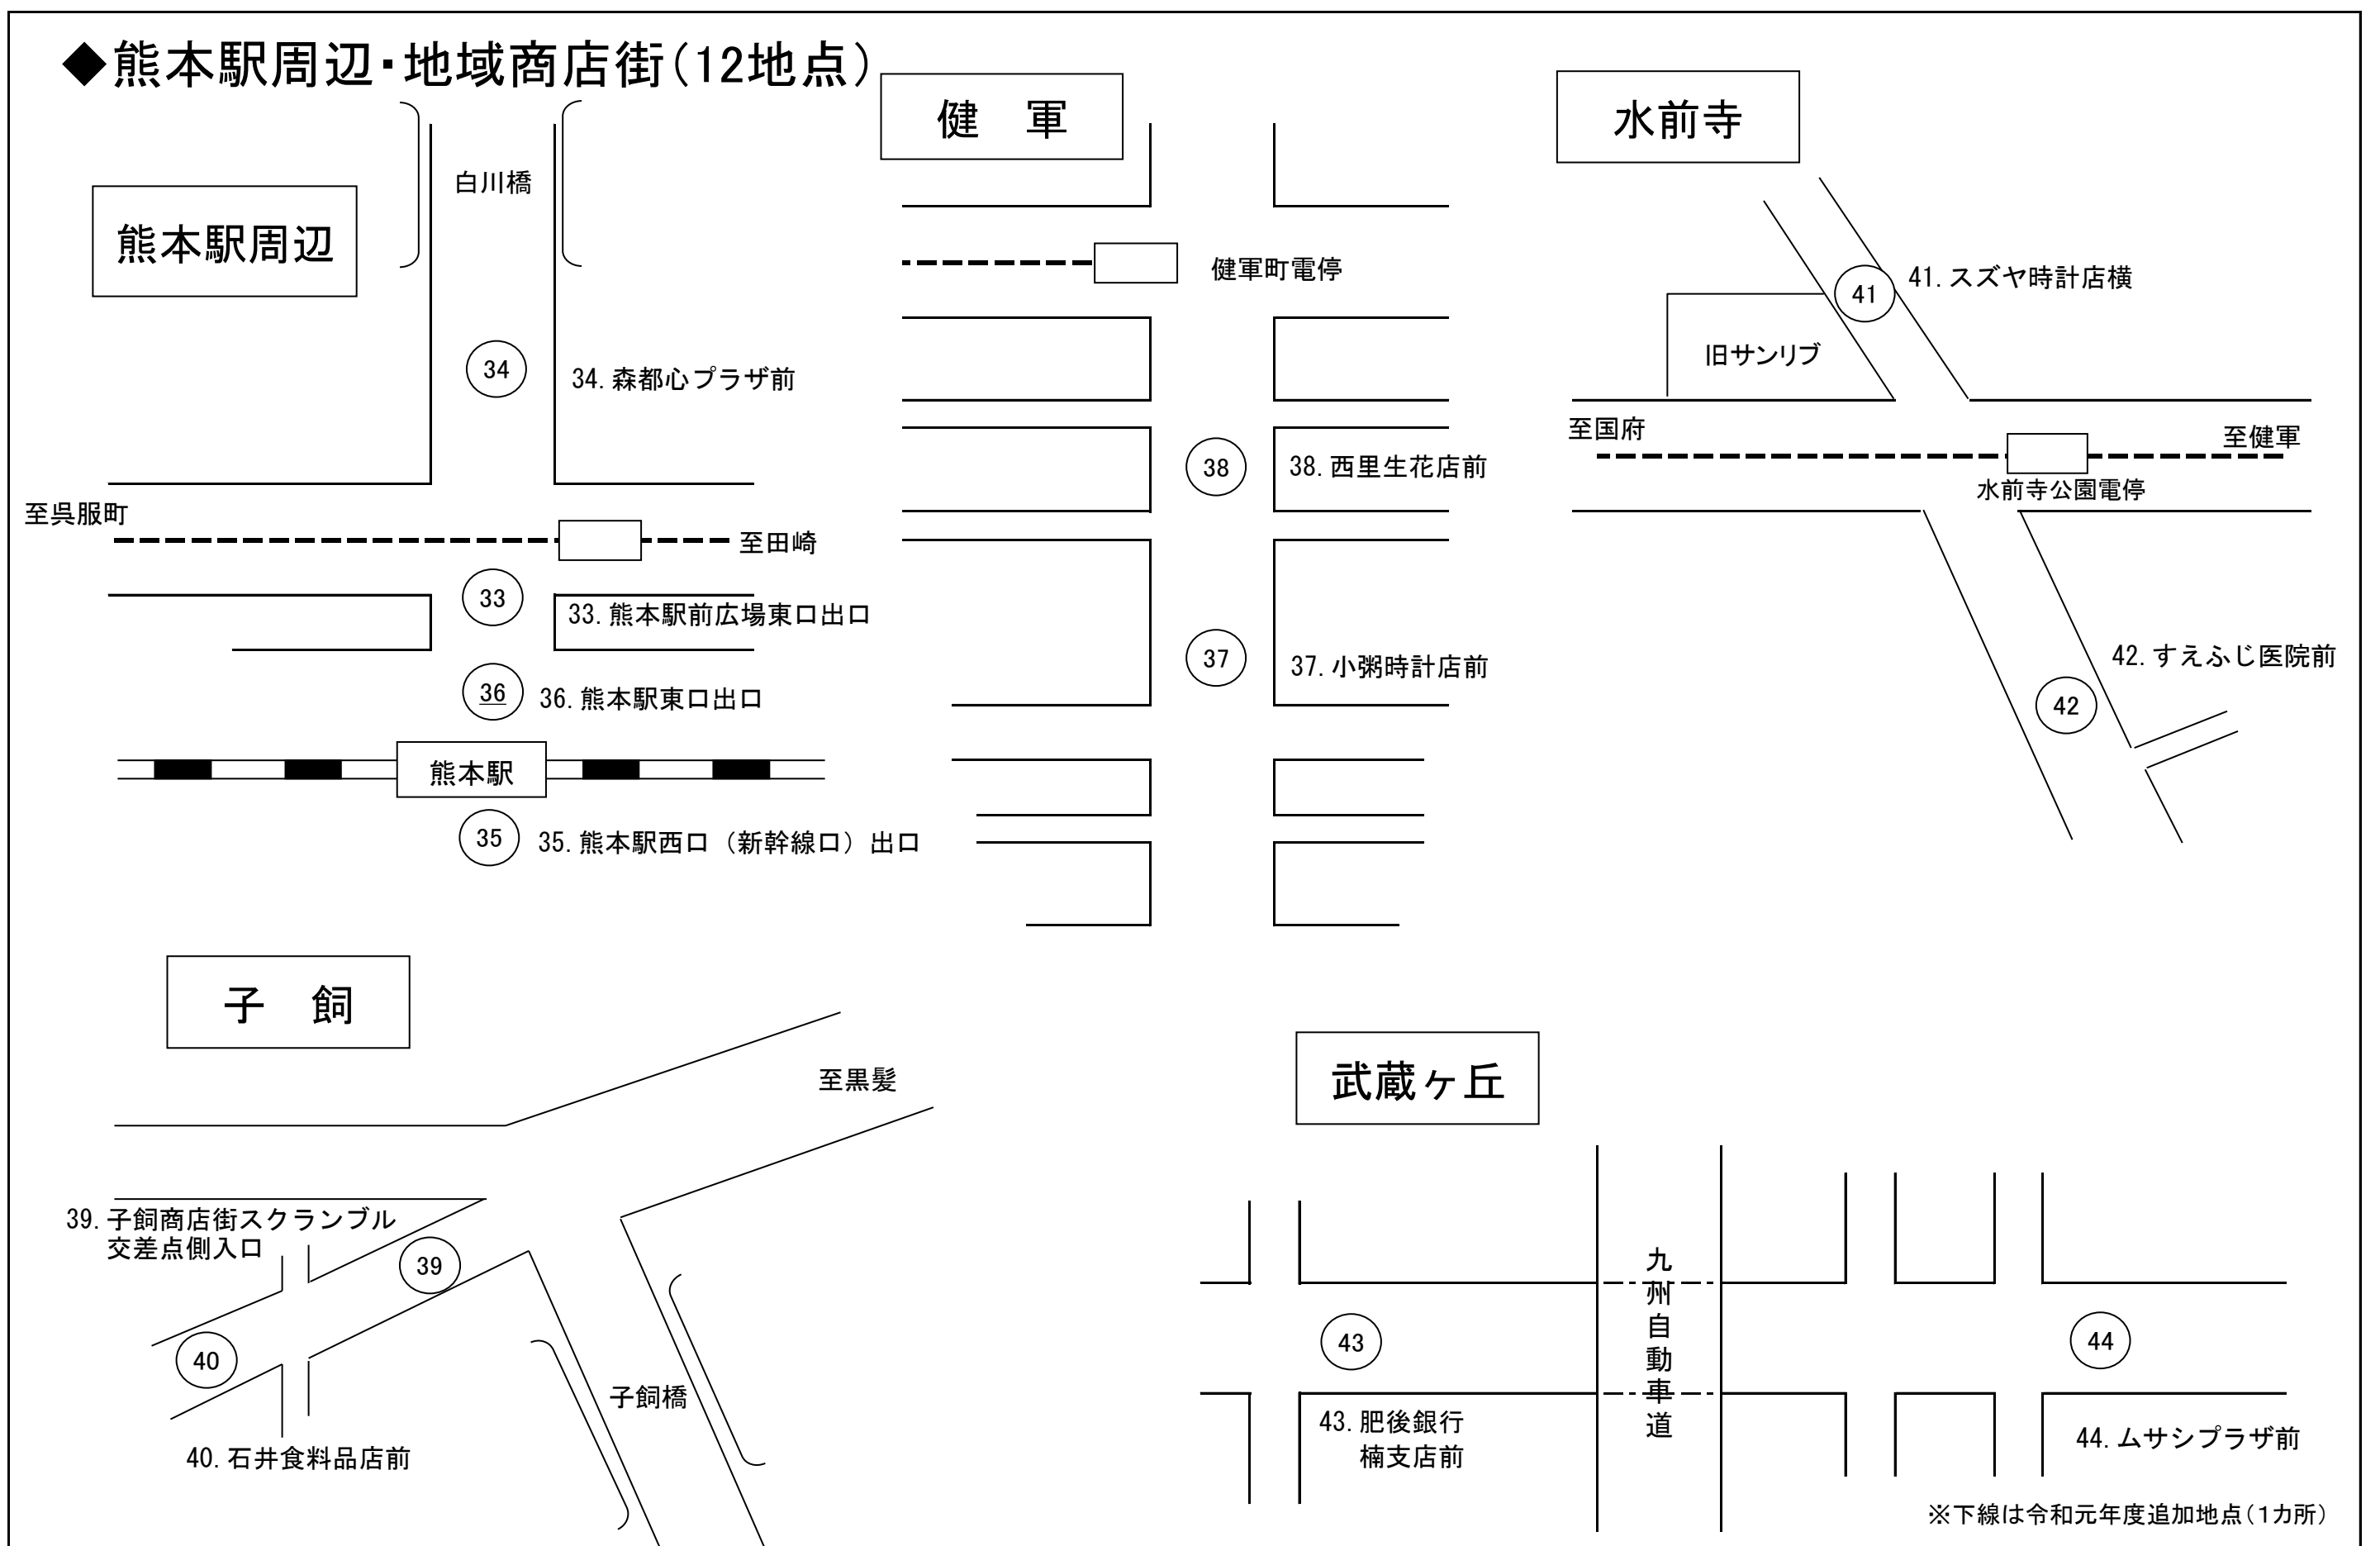 ◆熊本駅周辺・地域商店街(12地点)
熊本駅周辺
白川橋
34
34.森都心プラザ前
至呉服町
至田崎
33
33.熊本駅前広場東口出口
36
36.熊本駅東口出口
熊本駅
35
35.熊本駅西口（新幹線口）出口
健　軍
健軍町電停
38
38.西里生花店前
37
37.小粥時計店前
水前寺
41
41.スズヤ時計店横
旧サンリブ
至国府
至健軍
水前寺公園電停
42.すえふじ医院前
42
子　飼
至黒髪
39.子飼商店街スクランブル
交差点側入口
39
40
子飼橋
40.石井食料品店前
武蔵ヶ丘
九州自動車道
43
44
43.肥後銀行
楠支店前
44.ムサシプラザ前
※下線は令和元年度追加地点(1カ所)